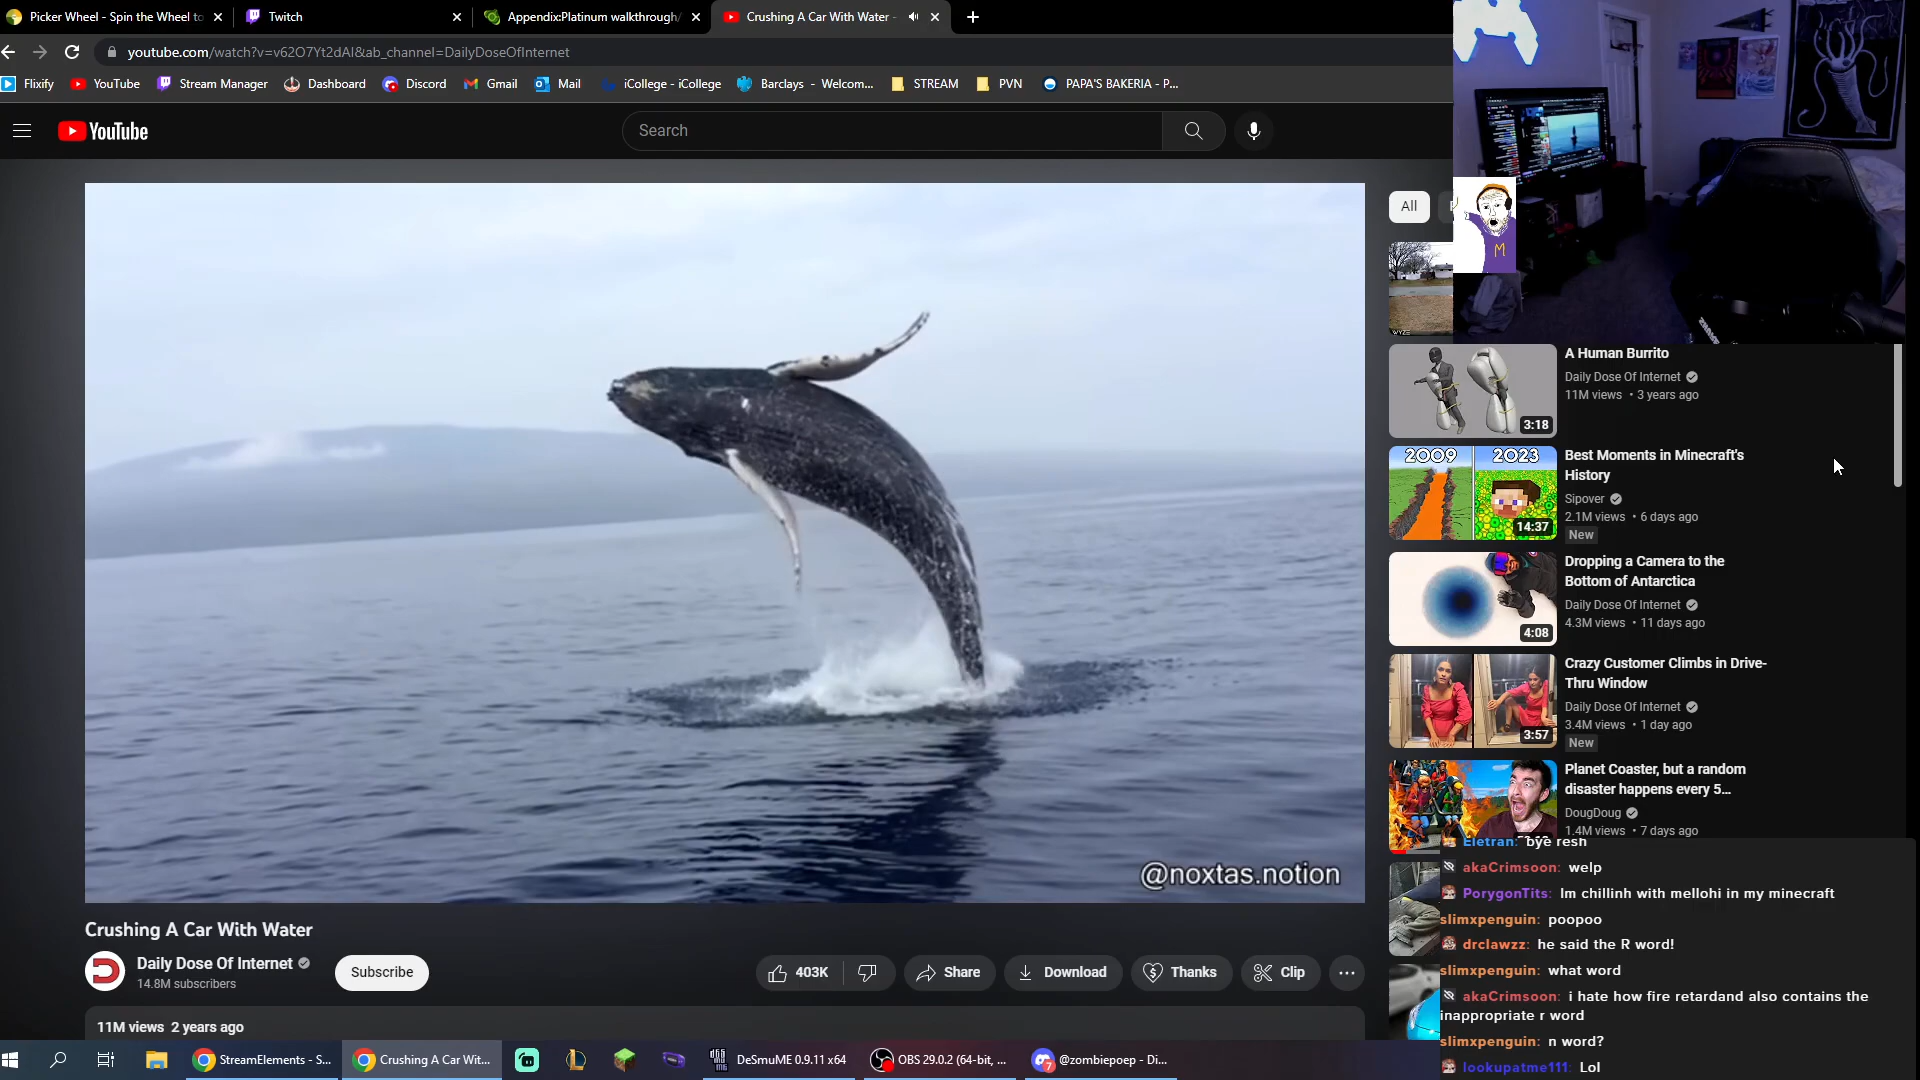 Picker Wheel - Spin the Wheel to
Twitch
Appendix:Platinum walkthrough/
Crushing A Car With Water -
youtube.com/watch?v=v62O7Yt2dAI&ab_channel=DailyDoseOfInternet
Flixify
YouTube
Stream Manager
Dashboard
Discord
Gmail
Mail
iCollege - iCollege
Barclays - Welcom...
STREAM
PVN
PAPA'S BAKERIA - P...
YouTube
Search
All
WYZE
M
@noxtas.notion
A Human Burrito
Daily Dose Of Internet
11M views • 3 years ago
3:18
2009 2023
14:37
Best Moments in Minecraft's
History
Sipover
2.1M views • 6 days ago
New
Dropping a Camera to the
Bottom of Antarctica
Daily Dose Of Internet
4.3M views • 11 days ago
4:08
Crazy Customer Climbs in Drive-
Thru Window
Daily Dose Of Internet
3.4M views • 1 day ago
3:57
New
Planet Coaster, but a random
disaster happens every 5...
DougDoug
1.4M views • 7 days ago
Crushing A Car With Water
Daily Dose Of Internet
14.8M subscribers
Subscribe
403K
Share
Download
Thanks
Clip
11M views 2 years ago
Eletran: bye resh
akaCrimsoon: welp
PorygonTits: Im chillinh with mellohi in my minecraft
slimxpenguin: poopoo
drclawzz: he said the R word!
slimxpenguin: what word
akaCrimsoon: i hate how fire retardand also contains the
inappropriate r word
slimxpenguin: n word?
lookupatme111: Lol
StreamElements - S...
Crushing A Car Wit...
DeSmuME 0.9.11 x64
OBS 29.0.2 (64-bit, ...
@zombiepoep - Di...